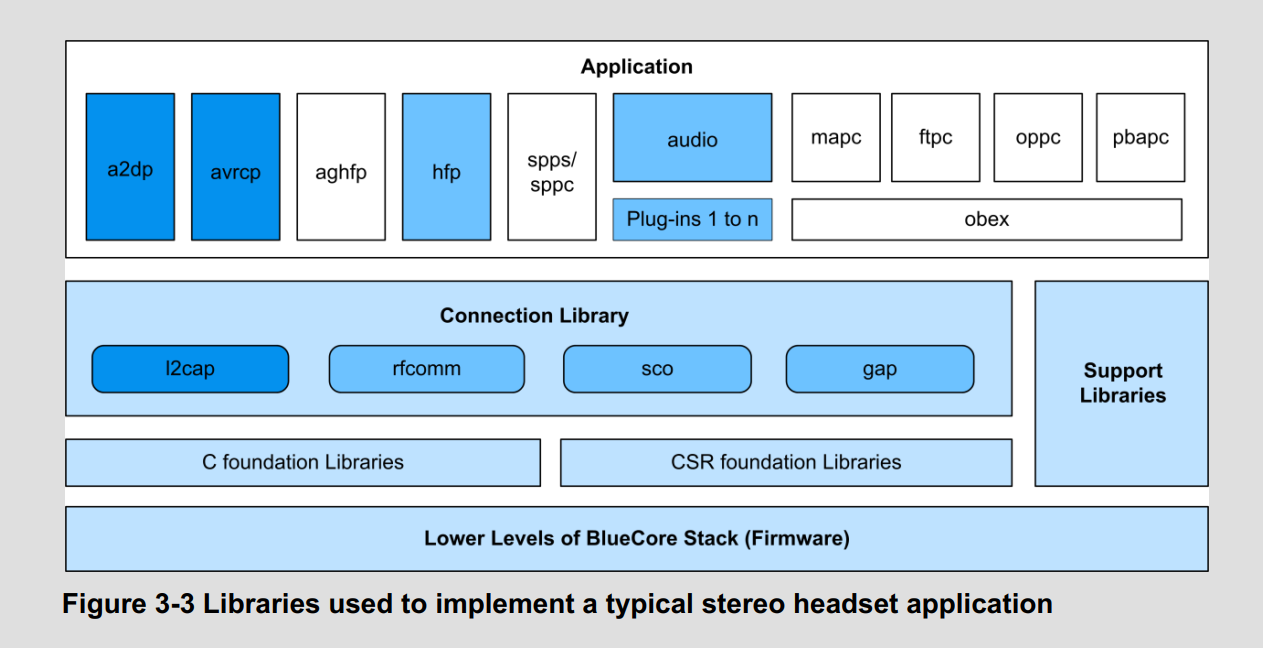 Application
a2dp
avrcp
aghfp
hfp
spps/
sppc
audio
mapc
ftpc
oppc
pbapc
Plug-ins 1 to n
obex
Connection Library
l2cap
rfcomm
sco
gap
Support
Libraries
C foundation Libraries
CSR foundation Libraries
Lower Levels of BlueCore Stack (Firmware)
Figure 3-3 Libraries used to implement a typical stereo headset application